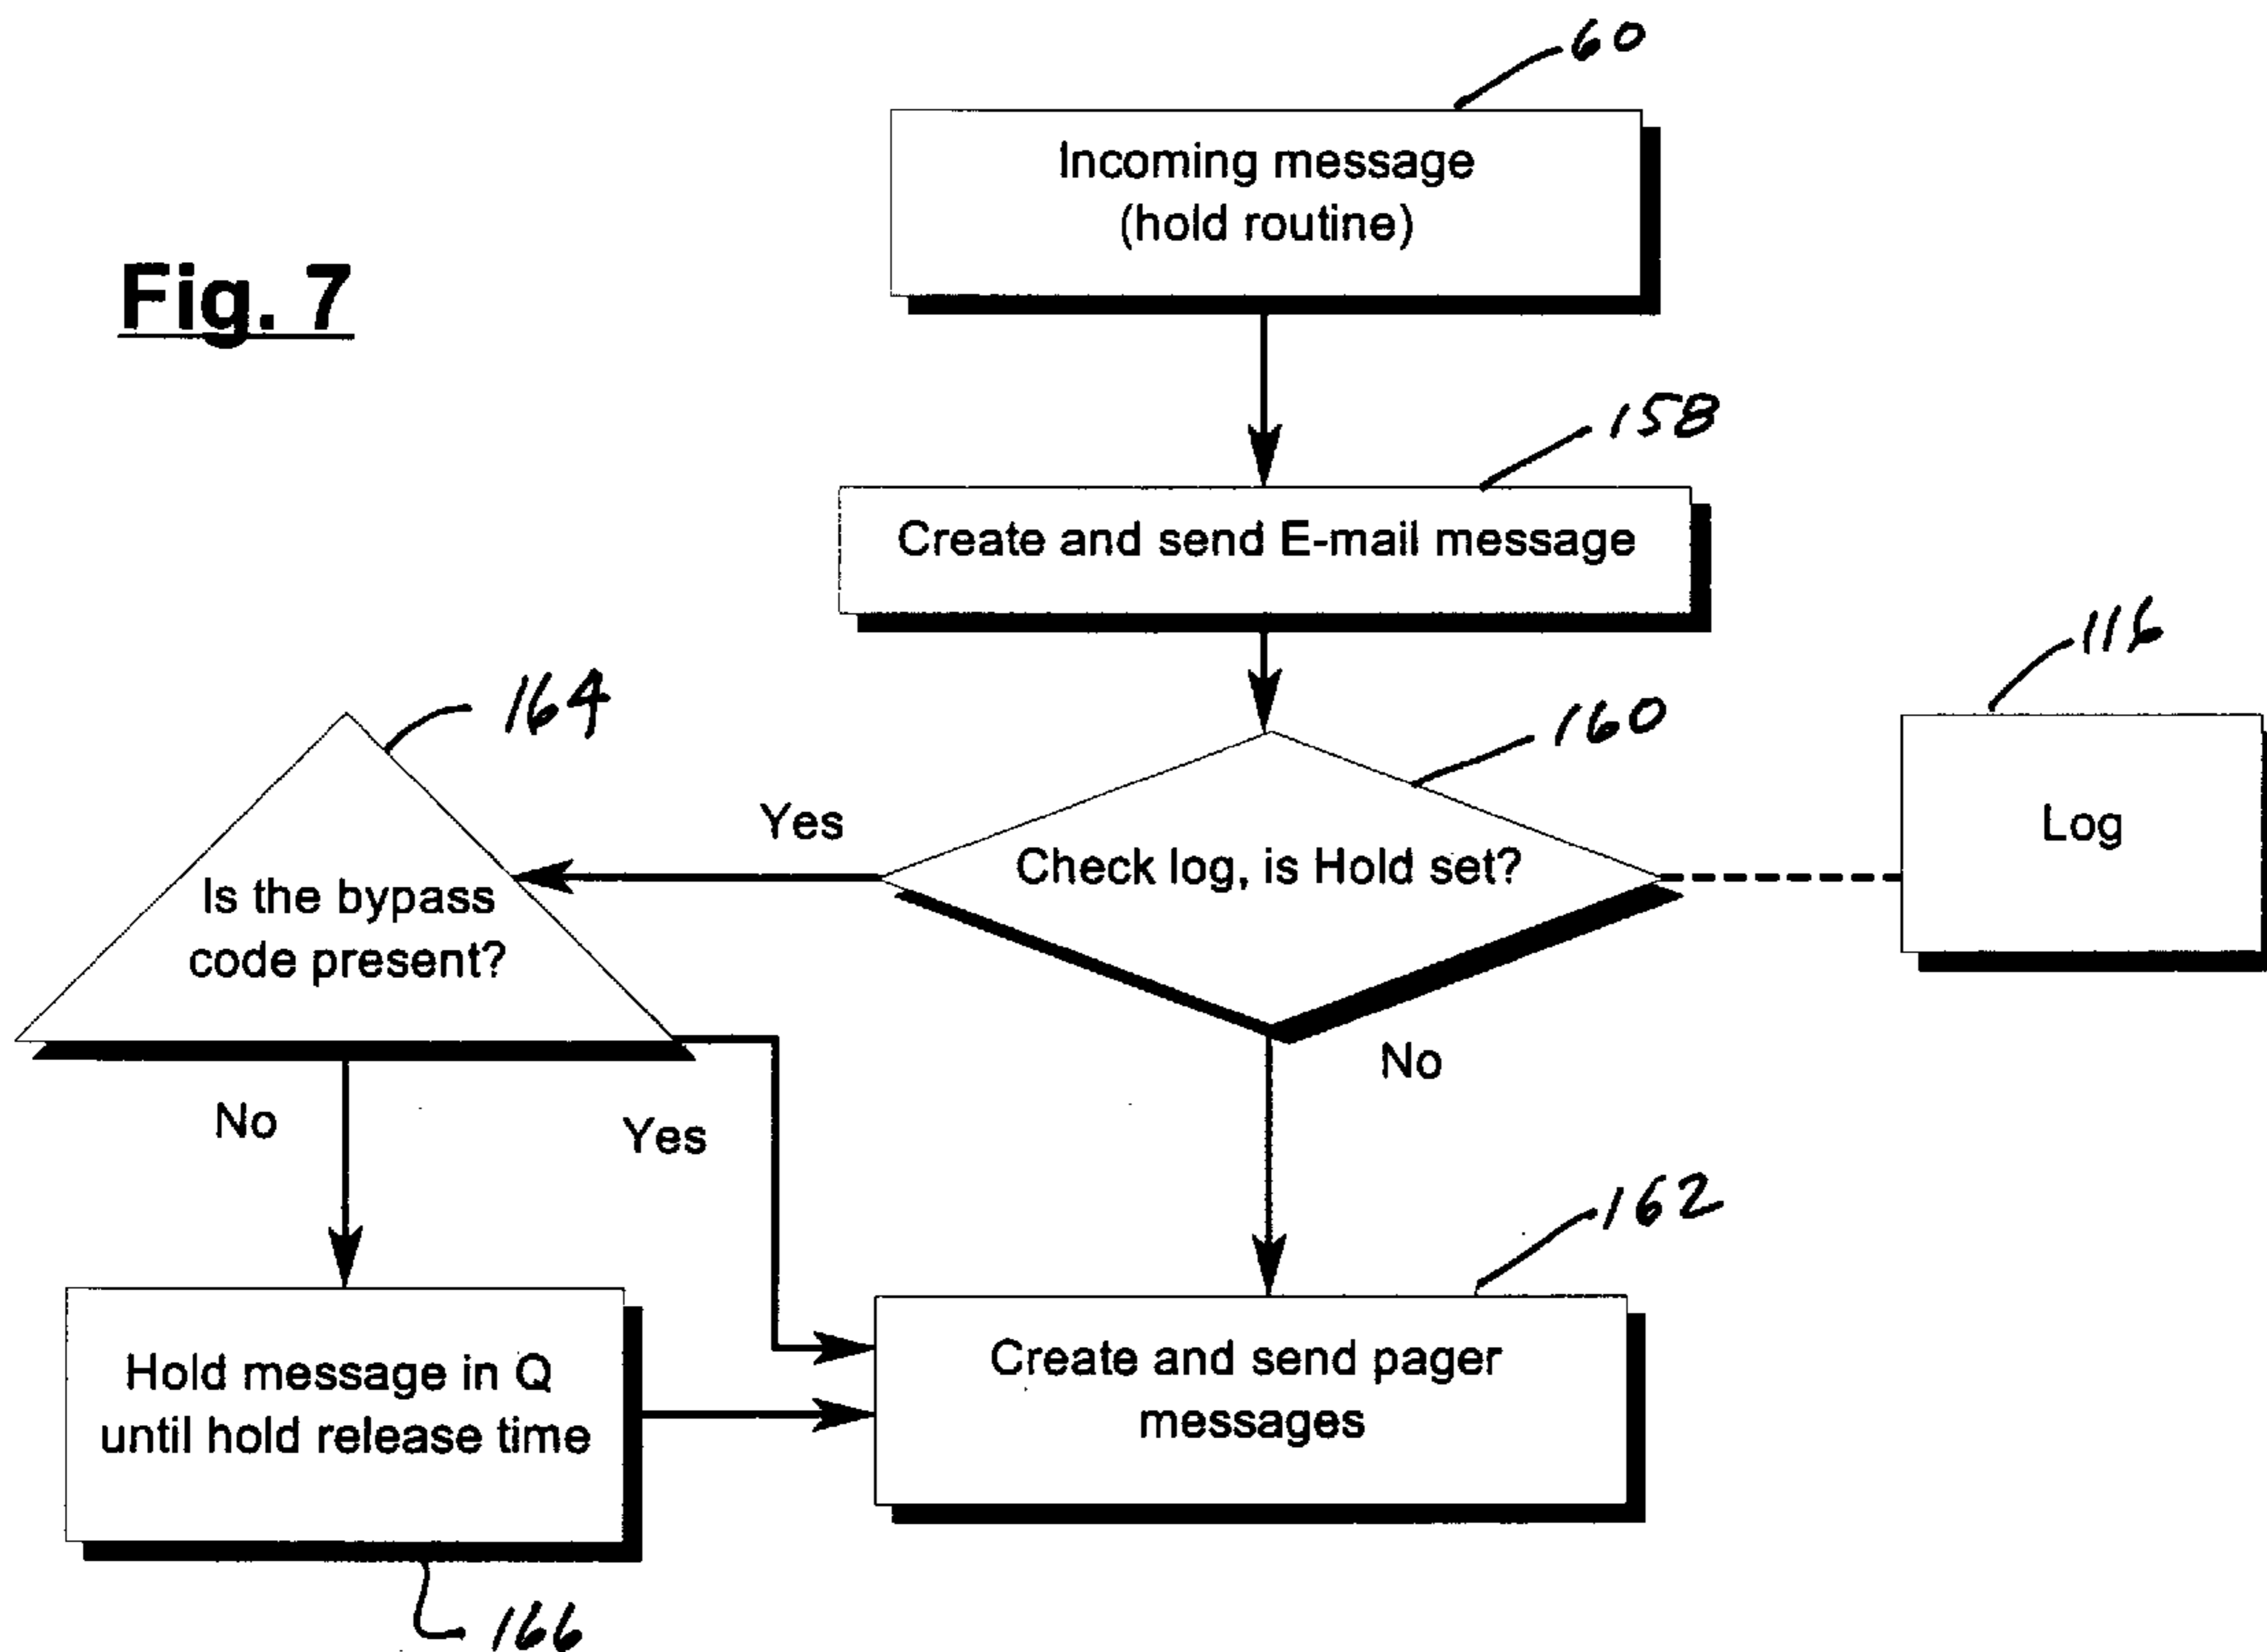 60
Incoming message
(hold routine)
Fig. 7
158
Create and send E-mail message
116
164
160
Log
Yes
Check log, is Hold set?
Is the bypass
code present?
No
No
Yes
162
Hold message in Q
until hold release time
Create and send pager
messages
166